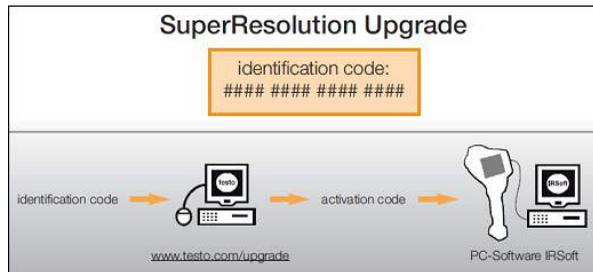 SuperResolution Upgrade
identification code:
#### #### #### ####
testo
IRSoft
identification code
activation code
www.testo.com/upgrade
PC-Software IRSoft